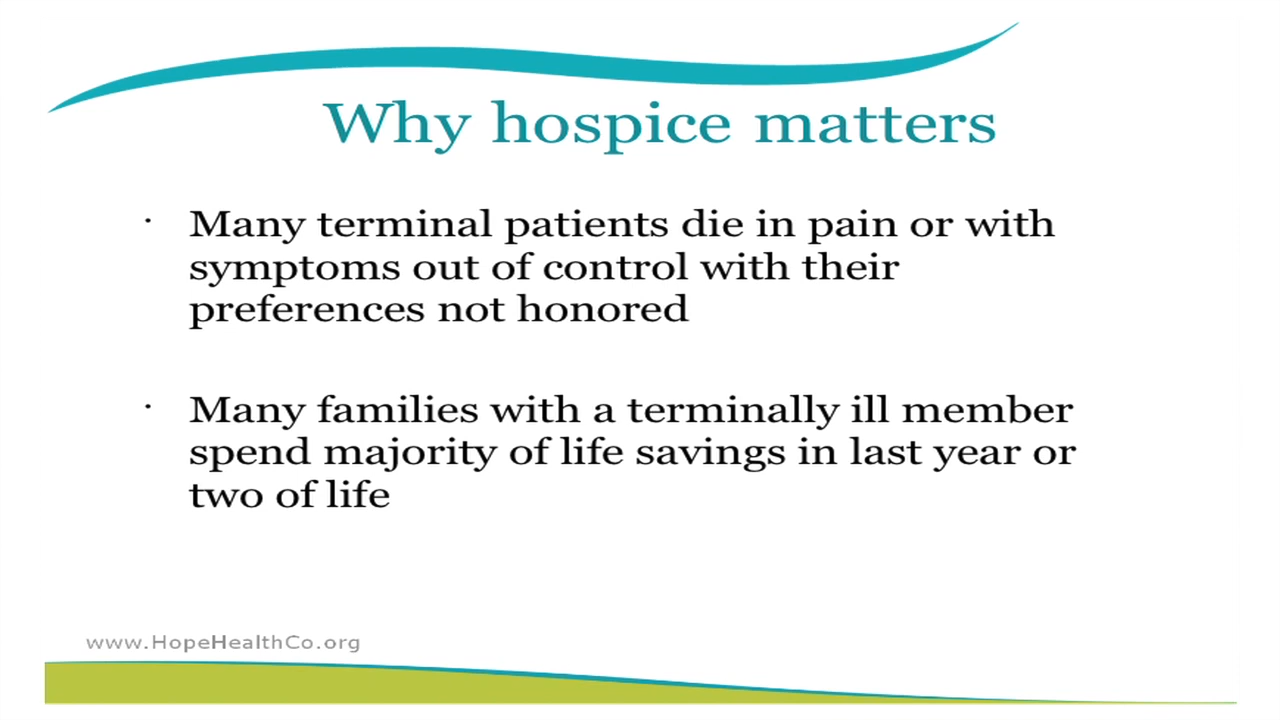 Why hospice matters
· Many terminal patients die in pain or with
symptoms out of control with their
preferences not honored
· Many families with a terminally ill member
spend majority of life savings in last year or
two of life
www.HopeHealthCo.org